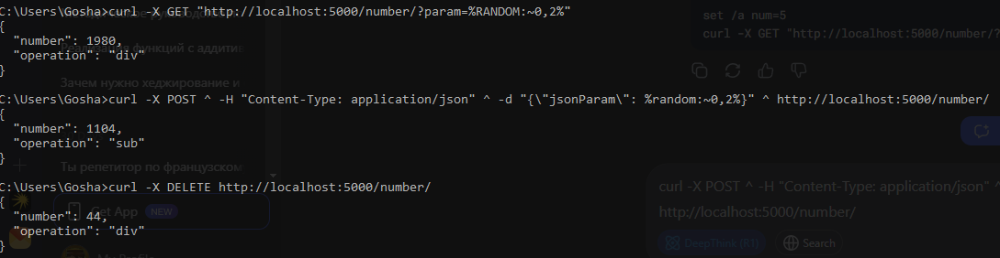 C:\Users\Gosha>curl -X GET "http://localhost:5000/number/?param=%RANDOM:~0,2%"
{
  "number": 1980,
  "operation": "div"
}
C:\Users\Gosha>curl -X POST ^ -H "Content-Type: application/json" ^ -d "{\"jsonParam\": %random:~0,2%}" ^ http://localhost:5000/number/
{
  "number": 1104,
  "operation": "sub"
}
C:\Users\Gosha>curl -X DELETE http://localhost:5000/number/
{
  "number": 44,
  "operation": "div"
}
функций с аддити
Зачем нужно хеджирование и
Ты репетитор по французском
Get App NEW
My Profile
set /a num=5
curl -X GET "http://localhost:5000/number/?
curl -X POST ^ -H "Content-Type: application/json" ^
http://localhost:5000/number/
DeepThink (R1)
Search